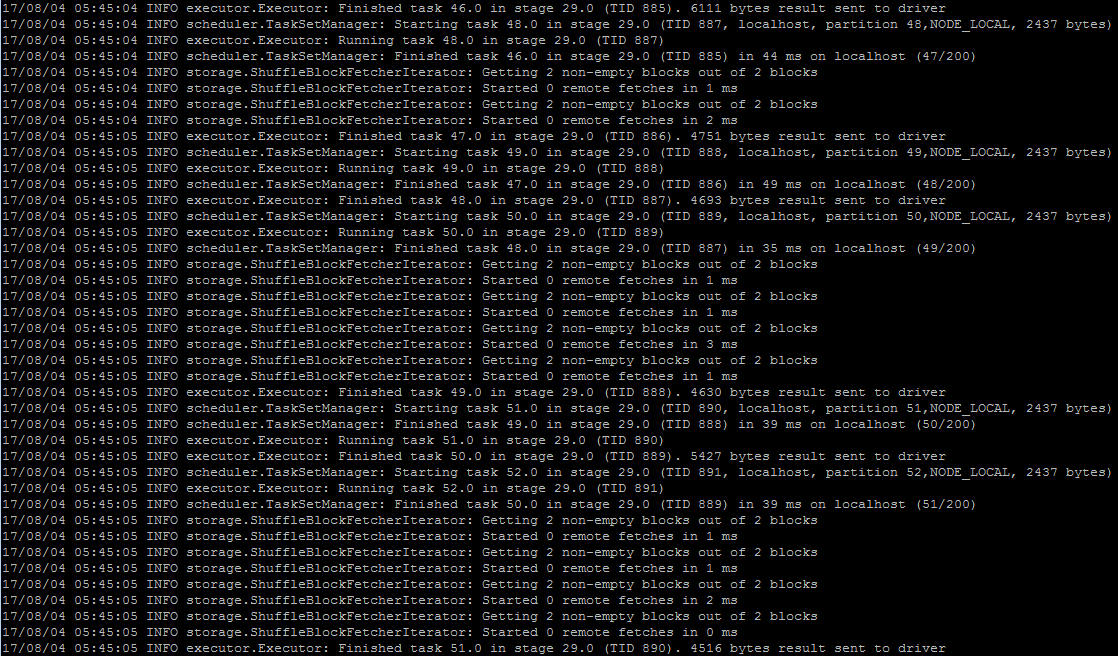 17/08/04 05:45:04 INFO executor.Executor: Finished task 46.0 in stage 29.0 (TID 885). 6111 bytes result sent to driver
17/08/04 05:45:04 INFO scheduler.TaskSetManager: Starting task 48.0 in stage 29.0 (TID 887, localhost, partition 48,NODE_LOCAL, 2437 bytes)
17/08/04 05:45:04 INFO executor.Executor: Running task 48.0 in stage 29.0 (TID 887)
17/08/04 05:45:04 INFO scheduler.TaskSetManager: Finished task 46.0 in stage 29.0 (TID 885) in 44 ms on localhost (47/200)
17/08/04 05:45:04 INFO storage.ShuffleBlockFetcherIterator: Getting 2 non-empty blocks out of 2 blocks
17/08/04 05:45:04 INFO storage.ShuffleBlockFetcherIterator: Started 0 remote fetches in 1 ms
17/08/04 05:45:04 INFO storage.ShuffleBlockFetcherIterator: Getting 2 non-empty blocks out of 2 blocks
17/08/04 05:45:04 INFO storage.ShuffleBlockFetcherIterator: Started 0 remote fetches in 2 ms
17/08/04 05:45:05 INFO executor.Executor: Finished task 47.0 in stage 29.0 (TID 886). 4751 bytes result sent to driver
17/08/04 05:45:05 INFO scheduler.TaskSetManager: Starting task 49.0 in stage 29.0 (TID 888, localhost, partition 49,NODE_LOCAL, 2437 bytes)
17/08/04 05:45:05 INFO executor.Executor: Running task 49.0 in stage 29.0 (TID 888)
17/08/04 05:45:05 INFO scheduler.TaskSetManager: Finished task 47.0 in stage 29.0 (TID 886) in 49 ms on localhost (48/200)
17/08/04 05:45:05 INFO executor.Executor: Finished task 48.0 in stage 29.0 (TID 887). 4693 bytes result sent to driver
17/08/04 05:45:05 INFO scheduler.TaskSetManager: Starting task 50.0 in stage 29.0 (TID 889, localhost, partition 50,NODE_LOCAL, 2437 bytes)
17/08/04 05:45:05 INFO executor.Executor: Running task 50.0 in stage 29.0 (TID 889)
17/08/04 05:45:05 INFO scheduler.TaskSetManager: Finished task 48.0 in stage 29.0 (TID 887) in 35 ms on localhost (49/200)
17/08/04 05:45:05 INFO storage.ShuffleBlockFetcherIterator: Getting 2 non-empty blocks out of 2 blocks
17/08/04 05:45:05 INFO storage.ShuffleBlockFetcherIterator: Started 0 remote fetches in 1 ms
17/08/04 05:45:05 INFO storage.ShuffleBlockFetcherIterator: Getting 2 non-empty blocks out of 2 blocks
17/08/04 05:45:05 INFO storage.ShuffleBlockFetcherIterator: Started 0 remote fetches in 1 ms
17/08/04 05:45:05 INFO storage.ShuffleBlockFetcherIterator: Getting 2 non-empty blocks out of 2 blocks
17/08/04 05:45:05 INFO storage.ShuffleBlockFetcherIterator: Started 0 remote fetches in 3 ms
17/08/04 05:45:05 INFO storage.ShuffleBlockFetcherIterator: Getting 2 non-empty blocks out of 2 blocks
17/08/04 05:45:05 INFO storage.ShuffleBlockFetcherIterator: Started 0 remote fetches in 1 ms
17/08/04 05:45:05 INFO executor.Executor: Finished task 49.0 in stage 29.0 (TID 888). 4630 bytes result sent to driver
17/08/04 05:45:05 INFO scheduler.TaskSetManager: Starting task 51.0 in stage 29.0 (TID 890, localhost, partition 51,NODE_LOCAL, 2437 bytes)
17/08/04 05:45:05 INFO scheduler.TaskSetManager: Finished task 49.0 in stage 29.0 (TID 888) in 39 ms on localhost (50/200)
17/08/04 05:45:05 INFO executor.Executor: Running task 51.0 in stage 29.0 (TID 890)
17/08/04 05:45:05 INFO executor.Executor: Finished task 50.0 in stage 29.0 (TID 889). 5427 bytes result sent to driver
17/08/04 05:45:05 INFO scheduler.TaskSetManager: Starting task 52.0 in stage 29.0 (TID 891, localhost, partition 52,NODE_LOCAL, 2437 bytes)
17/08/04 05:45:05 INFO executor.Executor: Running task 52.0 in stage 29.0 (TID 891)
17/08/04 05:45:05 INFO scheduler.TaskSetManager: Finished task 50.0 in stage 29.0 (TID 889) in 39 ms on localhost (51/200)
17/08/04 05:45:05 INFO storage.ShuffleBlockFetcherIterator: Getting 2 non-empty blocks out of 2 blocks
17/08/04 05:45:05 INFO storage.ShuffleBlockFetcherIterator: Started 0 remote fetches in 1 ms
17/08/04 05:45:05 INFO storage.ShuffleBlockFetcherIterator: Getting 2 non-empty blocks out of 2 blocks
17/08/04 05:45:05 INFO storage.ShuffleBlockFetcherIterator: Started 0 remote fetches in 1 ms
17/08/04 05:45:05 INFO storage.ShuffleBlockFetcherIterator: Getting 2 non-empty blocks out of 2 blocks
17/08/04 05:45:05 INFO storage.ShuffleBlockFetcherIterator: Started 0 remote fetches in 2 ms
17/08/04 05:45:05 INFO storage.ShuffleBlockFetcherIterator: Getting 2 non-empty blocks out of 2 blocks
17/08/04 05:45:05 INFO storage.ShuffleBlockFetcherIterator: Started 0 remote fetches in 0 ms
17/08/04 05:45:05 INFO executor.Executor: Finished task 51.0 in stage 29.0 (TID 890). 4516 bytes result sent to driver